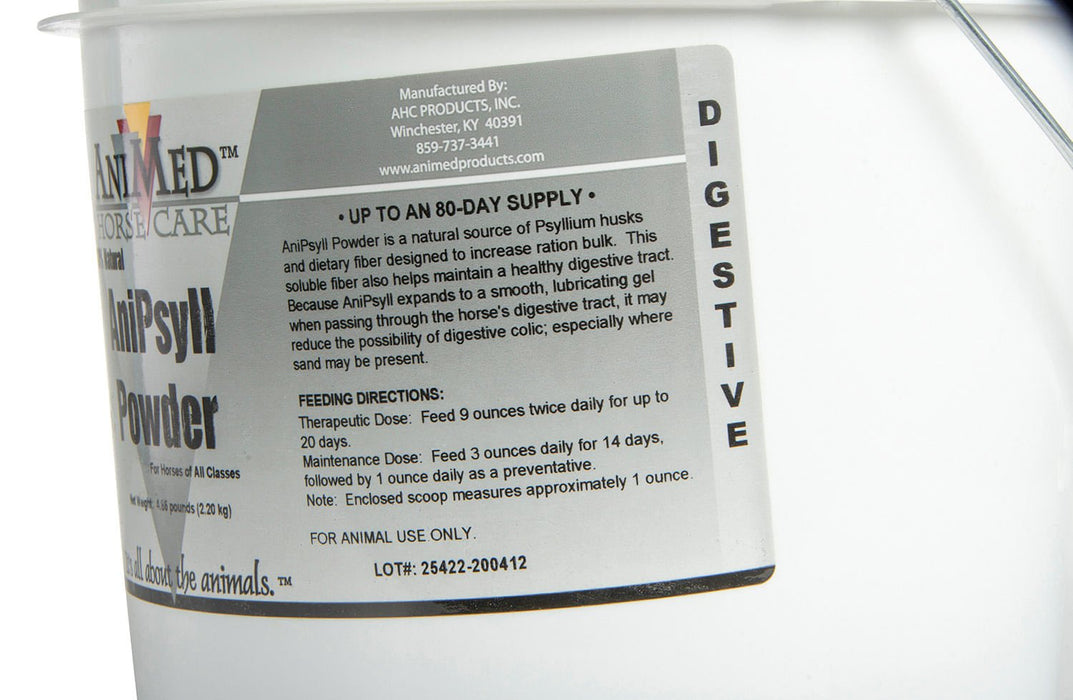 ANIMED™
HORSE CARE
Natural
AniPsyll
Powder
For Horses of All Classes
Net Weight: 4.86 pounds (2.20 kg)
all about the animals.™
Manufactured By:
AHC PRODUCTS, INC.
Winchester, KY 40391
859-737-3441
www.animedproducts.com
• UP TO AN 80-DAY SUPPLY •
AniPsyll Powder is a natural source of Psyllium husks
and dietary fiber designed to increase ration bulk. This
soluble fiber also helps maintain a healthy digestive tract.
Because AniPsyll expands to a smooth, lubricating gel
when passing through the horse's digestive tract, it may
reduce the possibility of digestive colic; especially where
sand may be present.
FEEDING DIRECTIONS:
Therapeutic Dose: Feed 9 ounces twice daily for up to
20 days.
Maintenance Dose: Feed 3 ounces daily for 14 days,
followed by 1 ounce daily as a preventative.
Note: Enclosed scoop measures approximately 1 ounce.
FOR ANIMAL USE ONLY.
LOT#: 25422-200412
DIGESTIVE